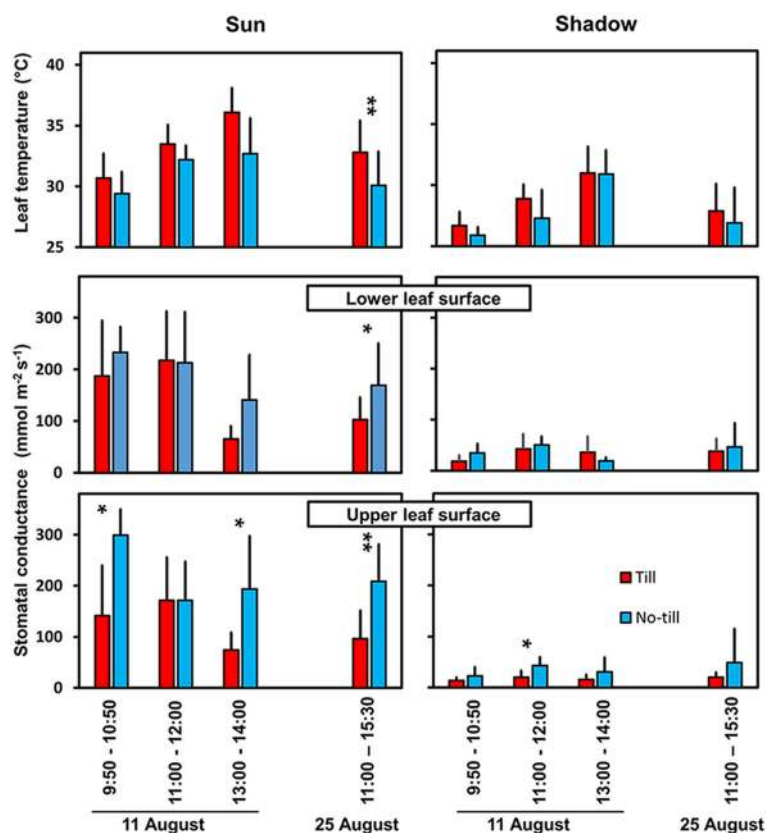 Sun
Shadow
Leaf temperature (°C)
40
35
30
25
**
Stomatal conductance (mmol m⁻² s⁻¹)
Lower leaf surface
300
200
100
0
*
Upper leaf surface
300
200
100
0
*
*
**
*
Till
No-till
9:50 - 10:50
11:00 - 12:00
13:00 - 14:00
11:00 – 15:30
9:50 - 10:50
11:00 - 12:00
13:00 - 14:00
11:00 – 15:30
11 August
25 August
11 August
25 August